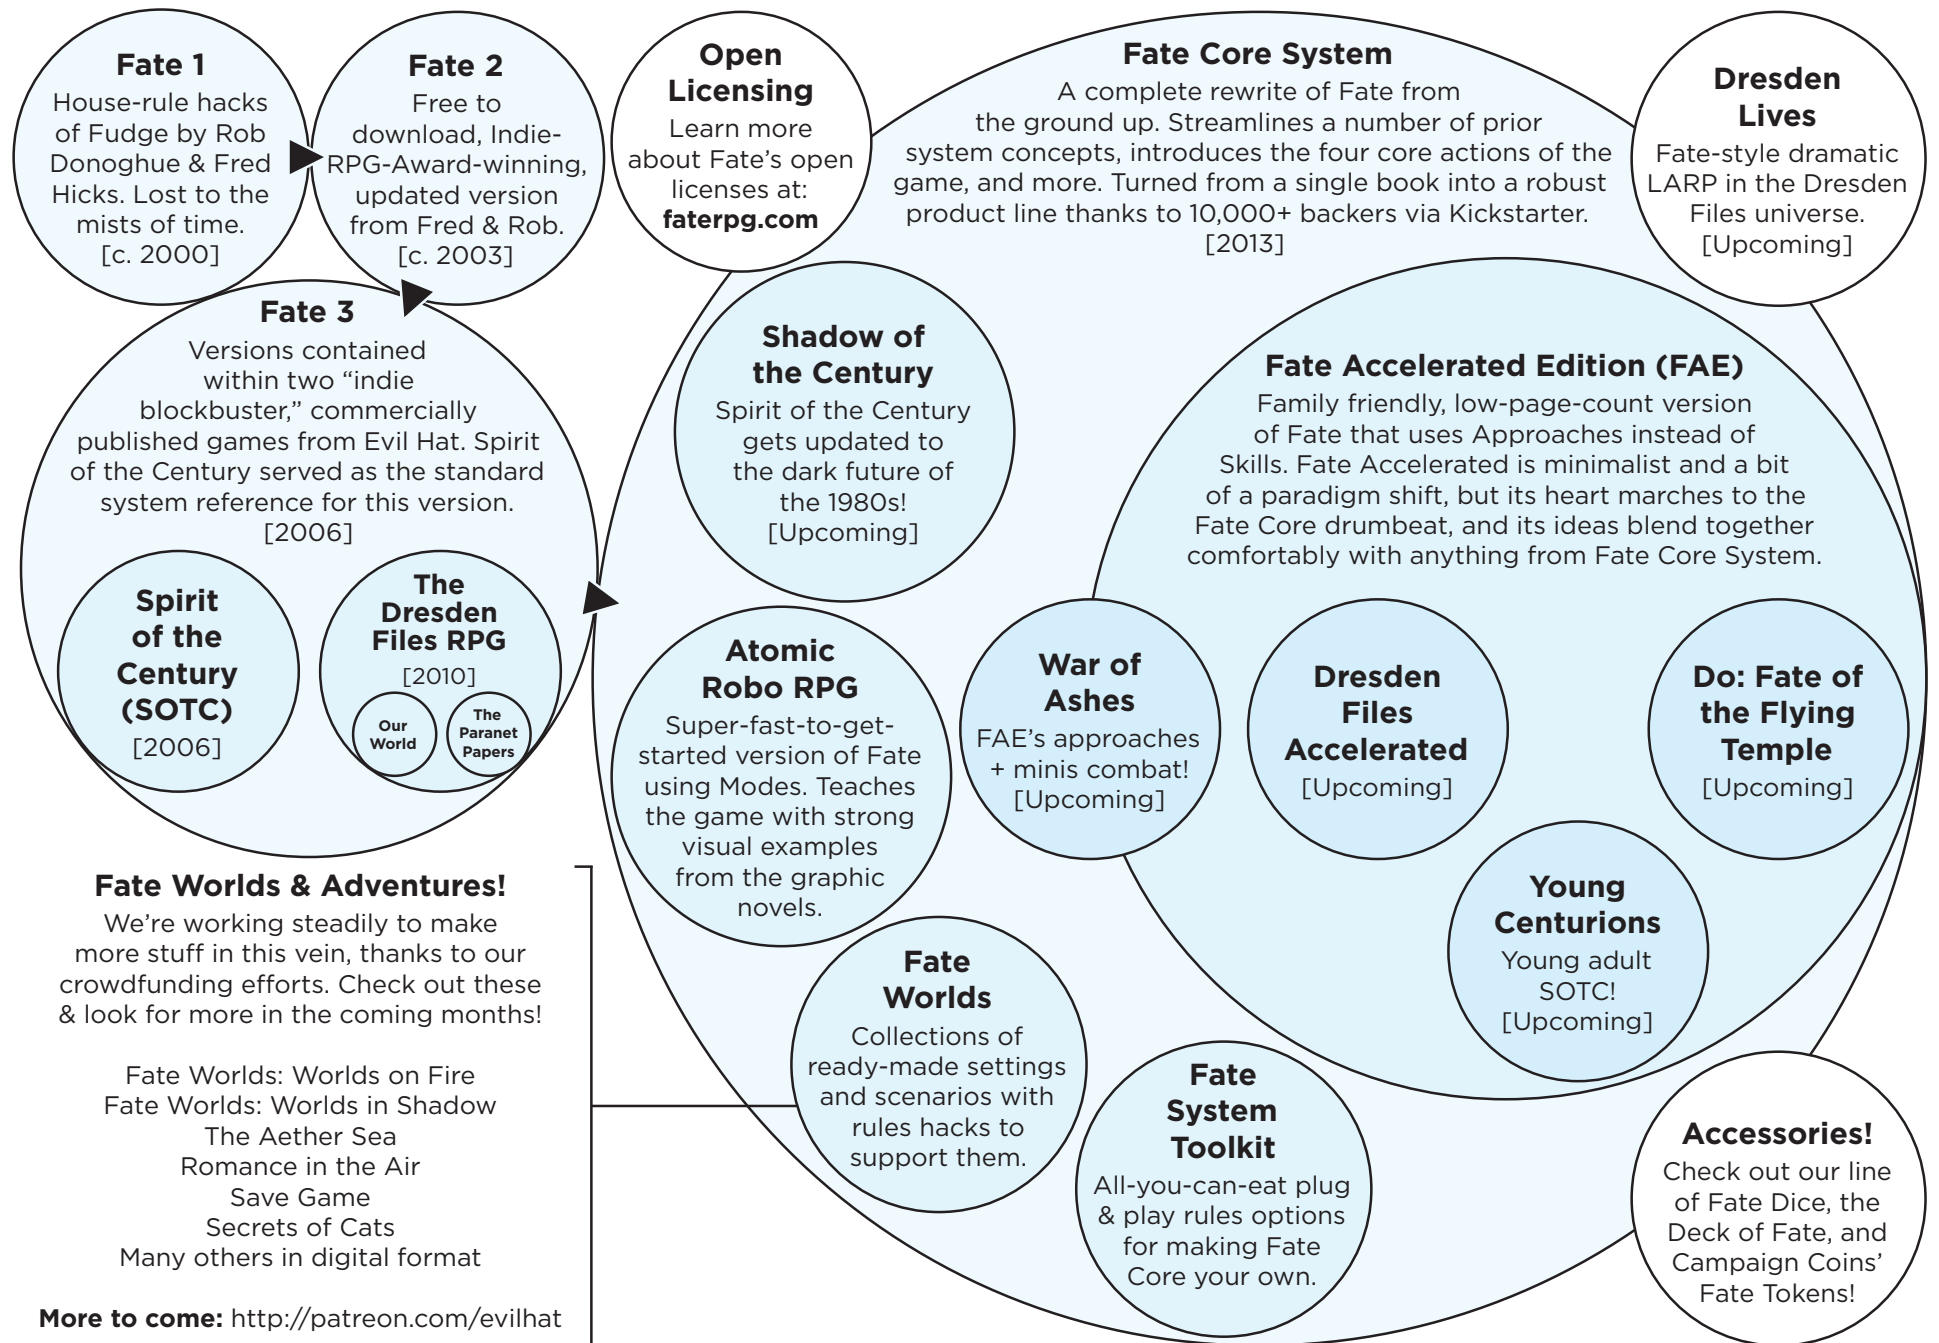 Fate 1
House-rule hacks
of Fudge by Rob
Donoghue & Fred
Hicks. Lost to the
mists of time.
[c. 2000]
Fate 2
Free to
download, Indie-
RPG-Award-winning,
updated version
from Fred & Rob.
[c. 2003]
Fate 3
Versions contained
within two “indie
blockbuster,” commercially
published games from Evil Hat. Spirit
of the Century served as the standard
system reference for this version.
[2006]
Spirit
of the
Century
(SOTC)
[2006]
The
Dresden
Files RPG
[2010]
Our
World
The
Paranet
Papers
Open
Licensing
Learn more
about Fate’s open
licenses at:
faterpg.com
Fate Core System
A complete rewrite of Fate from
the ground up. Streamlines a number of prior
system concepts, introduces the four core actions of the
game, and more. Turned from a single book into a robust
product line thanks to 10,000+ backers via Kickstarter.
[2013]
Dresden
Lives
Fate-style dramatic
LARP in the Dresden
Files universe.
[Upcoming]
Shadow of
the Century
Spirit of the Century
gets updated to
the dark future of
the 1980s!
[Upcoming]
Fate Accelerated Edition (FAE)
Family friendly, low-page-count version
of Fate that uses Approaches instead of
Skills. Fate Accelerated is minimalist and a bit
of a paradigm shift, but its heart marches to the
Fate Core drumbeat, and its ideas blend together
comfortably with anything from Fate Core System.
Atomic
Robo RPG
Super-fast-to-get-
started version of Fate
using Modes. Teaches
the game with strong
visual examples
from the graphic
novels.
War of
Ashes
FAE’s approaches
+ minis combat!
[Upcoming]
Dresden
Files
Accelerated
[Upcoming]
Do: Fate of
the Flying
Temple
[Upcoming]
Young
Centurions
Young adult
SOTC!
[Upcoming]
Fate
Worlds
Collections of
ready-made settings
and scenarios with
rules hacks to
support them.
Fate
System
Toolkit
All-you-can-eat plug
& play rules options
for making Fate
Core your own.
Accessories!
Check out our line
of Fate Dice, the
Deck of Fate, and
Campaign Coins’
Fate Tokens!
Fate Worlds & Adventures!
We’re working steadily to make
more stuff in this vein, thanks to our
crowdfunding efforts. Check out these
& look for more in the coming months!
Fate Worlds: Worlds on Fire
Fate Worlds: Worlds in Shadow
The Aether Sea
Romance in the Air
Save Game
Secrets of Cats
Many others in digital format
More to come: http://patreon.com/evilhat